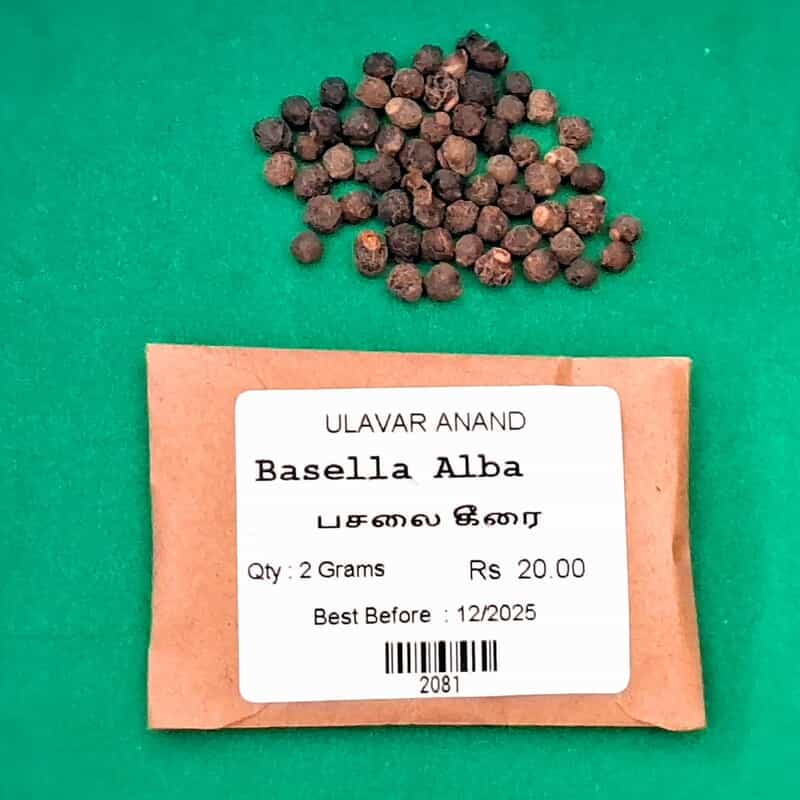 ULAVAR ANAND
Basella Alba
பசலை கீரை
Qty : 2 Grams Rs 20.00
Best Before : 12/2025
2081